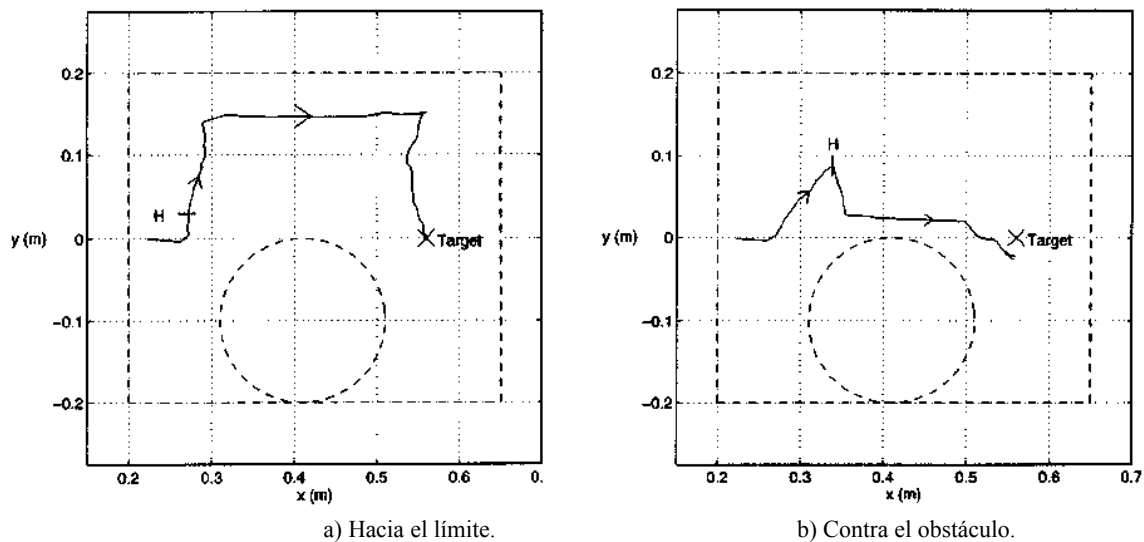 0.2
0.1
y (m) 0
−0.1
−0.2
H
Target
0.2 0.3 0.4 0.5 0.6 0.
x (m)
a) Hacia el límite.
0.2
0.1
y (m) 0
−0.1
−0.2
H
Target
0.2 0.3 0.4 0.5 0.6 0.7
x (m)
b) Contra el obstáculo.